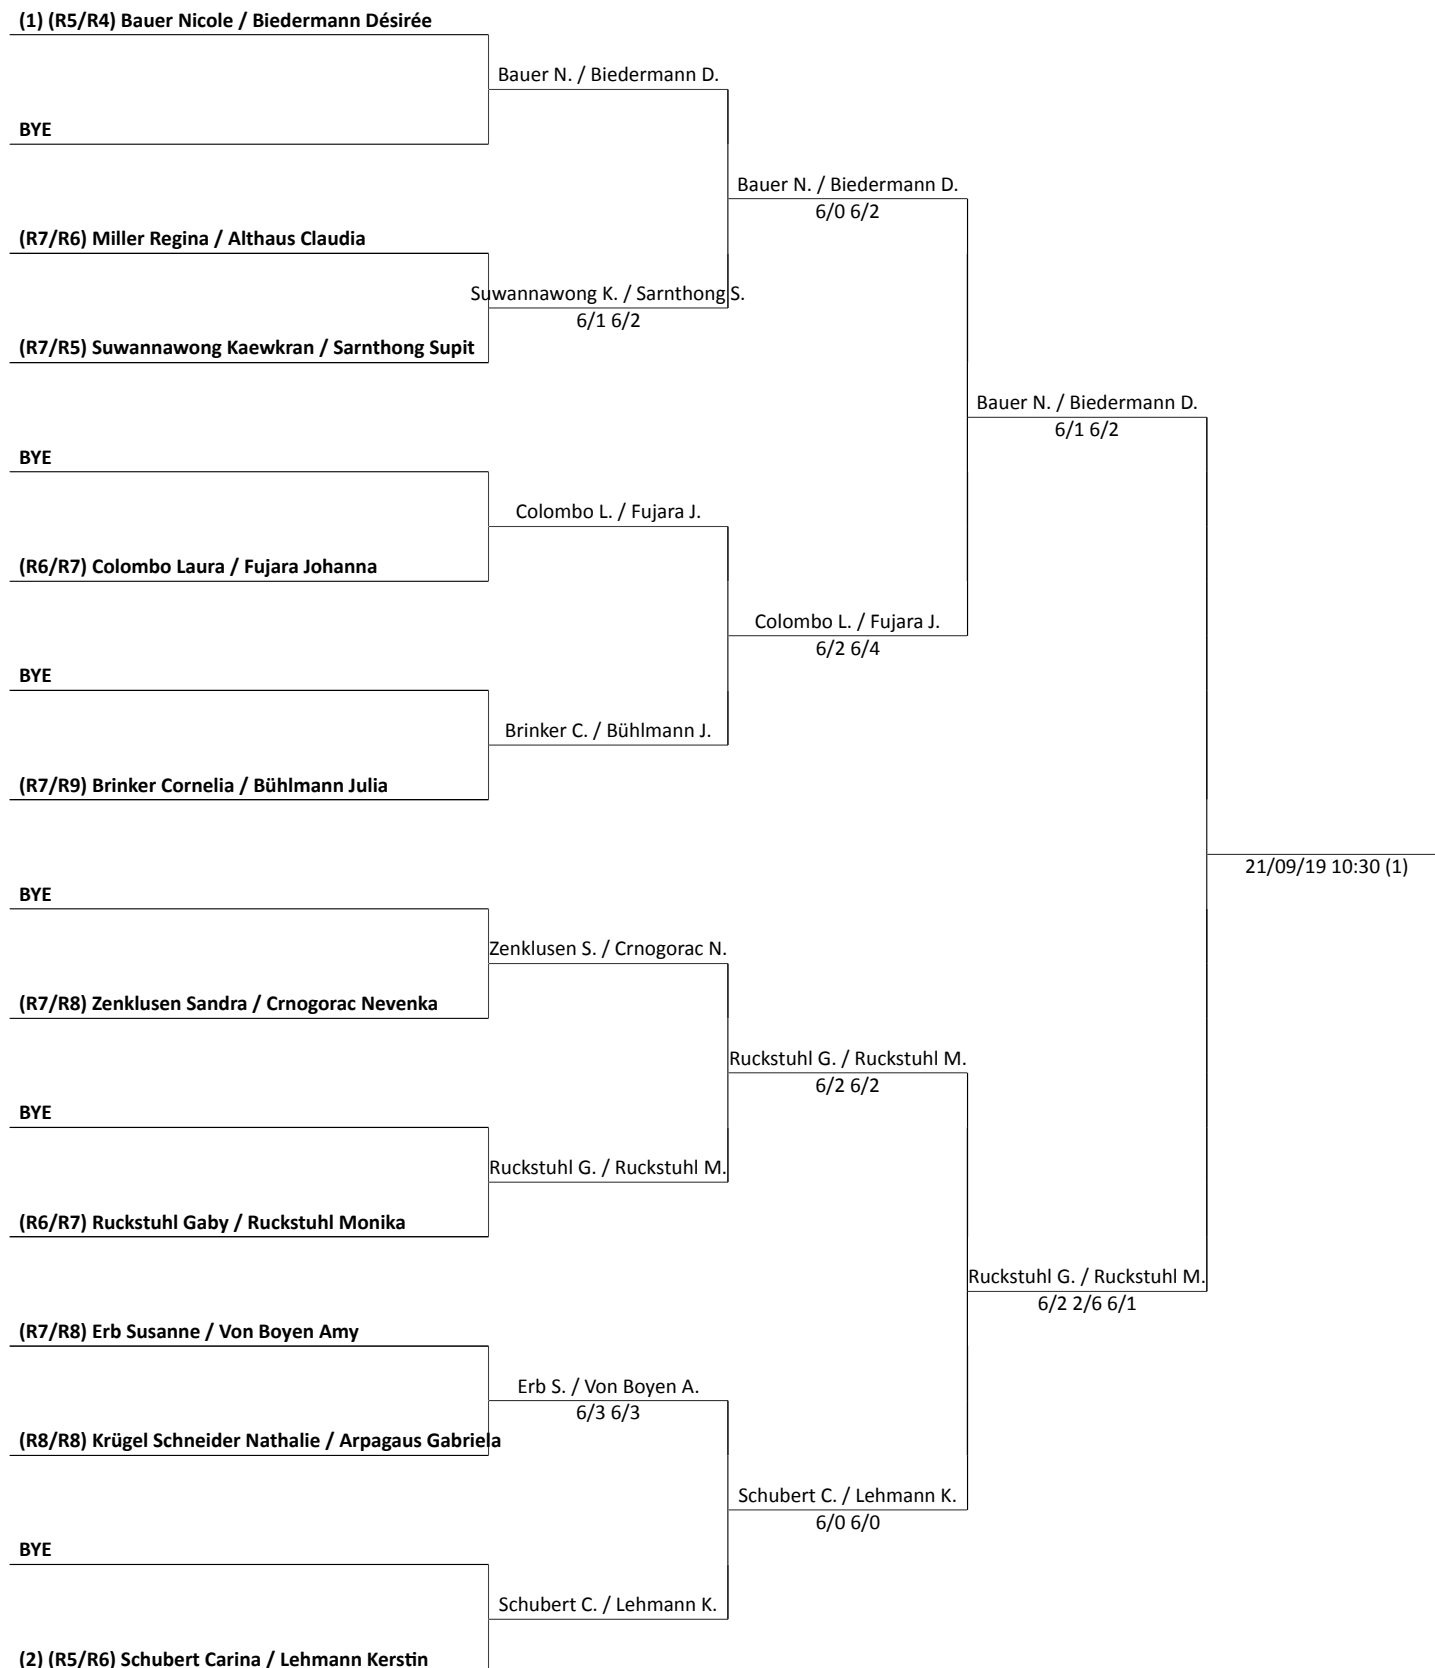 (1) (R5/R4) Bauer Nicole / Biedermann Désirée
Bauer N. / Biedermann D.
BYE
Bauer N. / Biedermann D.
6/0 6/2
(R7/R6) Miller Regina / Althaus Claudia
Suwannawong K. / Sarnthong S.
6/1 6/2
(R7/R5) Suwannawong Kaewkran / Sarnthong Supit
Bauer N. / Biedermann D.
6/1 6/2
BYE
Colombo L. / Fujara J.
(R6/R7) Colombo Laura / Fujara Johanna
Colombo L. / Fujara J.
6/2 6/4
BYE
Brinker C. / Bühlmann J.
(R7/R9) Brinker Cornelia / Bühlmann Julia
21/09/19 10:30 (1)
BYE
Zenklusen S. / Crnogorac N.
(R7/R8) Zenklusen Sandra / Crnogorac Nevenka
Ruckstuhl G. / Ruckstuhl M.
6/2 6/2
BYE
Ruckstuhl G. / Ruckstuhl M.
(R6/R7) Ruckstuhl Gaby / Ruckstuhl Monika
Ruckstuhl G. / Ruckstuhl M.
6/2 2/6 6/1
(R7/R8) Erb Susanne / Von Boyen Amy
Erb S. / Von Boyen A.
6/3 6/3
(R8/R8) Krügel Schneider Nathalie / Arpagaus Gabriela
Schubert C. / Lehmann K.
6/0 6/0
BYE
Schubert C. / Lehmann K.
(2) (R5/R6) Schubert Carina / Lehmann Kerstin